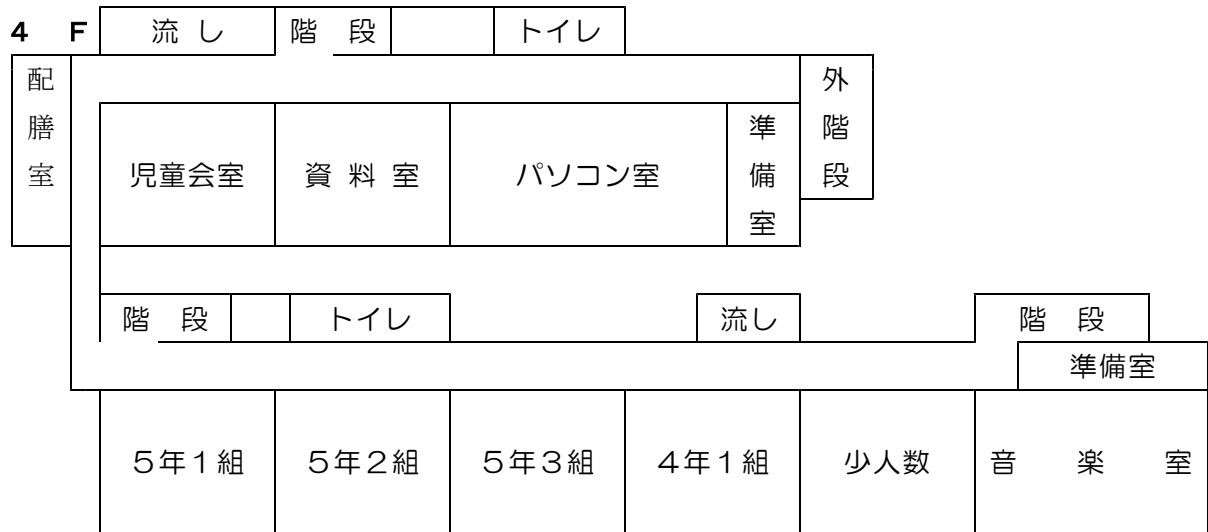 ４ F
流 し
階 段
トイレ
配膳室
外階段
児童会室
資 料 室
パソコン室
準備室
階 段
トイレ
流し
階 段
準備室
５年１組
５年２組
５年３組
４年１組
少人数
音 楽 室